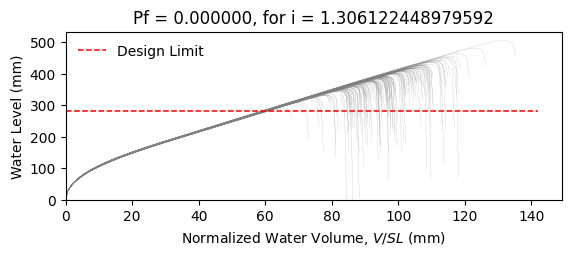 Pf = 0.000000, for i = 1.306122448979592
Water Level (mm)
500
400
300
200
100
0
Design Limit
0 20 40 60 80 100 120 140
Normalized Water Volume, V/SL (mm)